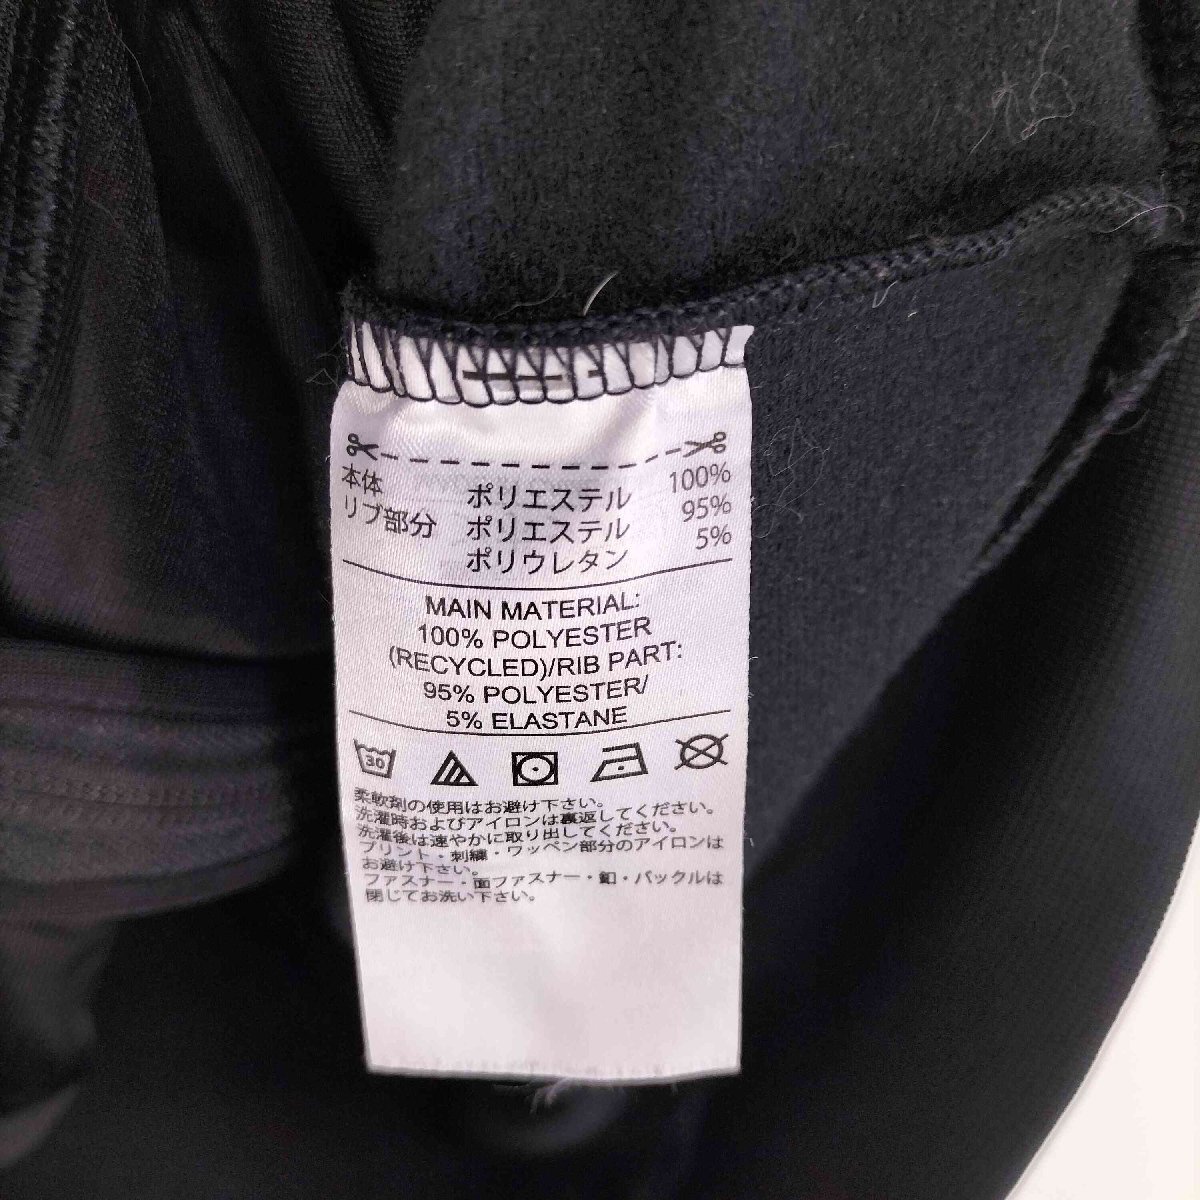 本体 ポリエステル 100%
リブ部分 ポリエステル 95%
ポリウレタン 5%
MAIN MATERIAL:
100% POLYESTER
(RECYCLED)/RIB PART:
95% POLYESTER/
5% ELASTANE
30
柔軟剤の使用はお避け下さい。
洗濯時およびアイロンは裏返してください。
洗濯後は速やかに取り出してください。
プリント・刺繍・ワッペン部分のアイロンは
お避け下さい。
ファスナー・面ファスナー・釦・バックルは
閉じてお洗い下さい。